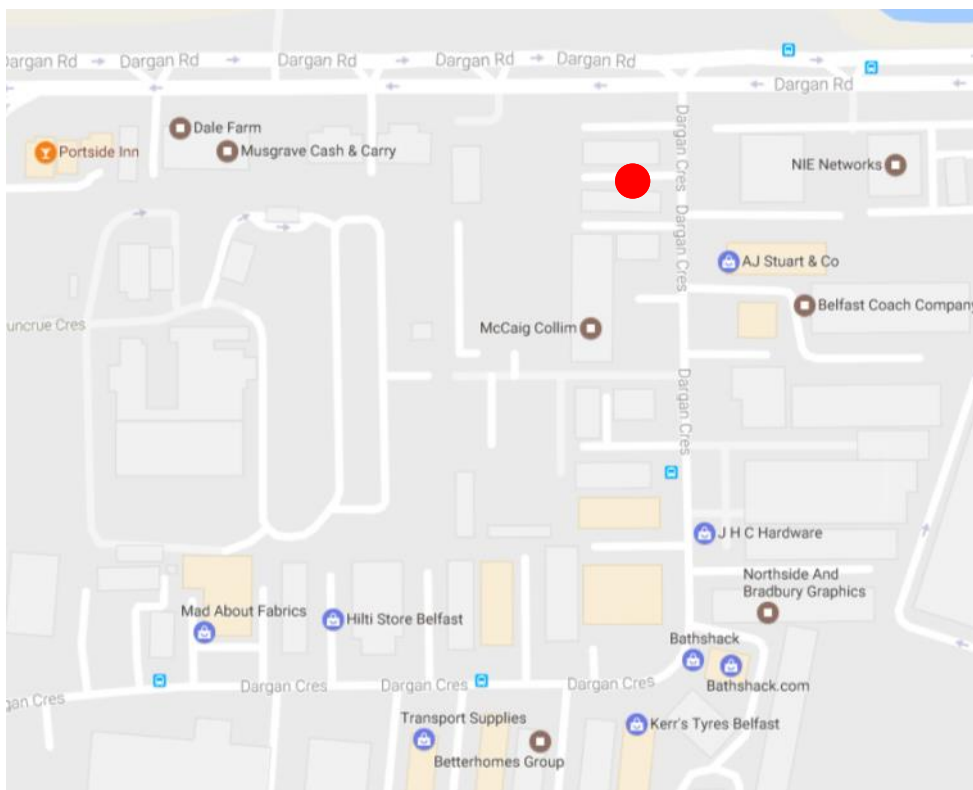 Dargan Rd
Dargan Rd
Dargan Rd
Dargan Rd
Dargan Rd
Dargan Rd
Dale Farm
Musgrave Cash & Carry
Portside Inn
Dargan Cres
NIE Networks
Dargan Cres
AJ Stuart & Co
Belfast Coach Company
uncrue Cres
McCaig Collim
Dargan Cres
J H C Hardware
Northside And
Bradbury Graphics
Mad About Fabrics
Hilti Store Belfast
Bathshack
Bathshack.com
Dargan Cres
Dargan Cres
Dargan Cres
gan Cres
Transport Supplies
Kerr's Tyres Belfast
Betterhomes Group